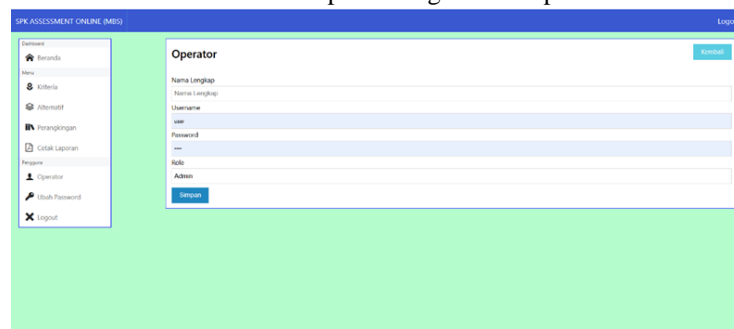 SPK ASSESSMENT ONLINE (MBS)
Logo
Dashboard
Beranda
Menu
Kriteria
Alternatif
Perangkingan
Cetak Laporan
Pengguna
Operator
Ubah Password
Logout
Operator
Kembali
Nama Lengkap
Nama Lengkap
Username
user
Password
Role
Admin
Simpan